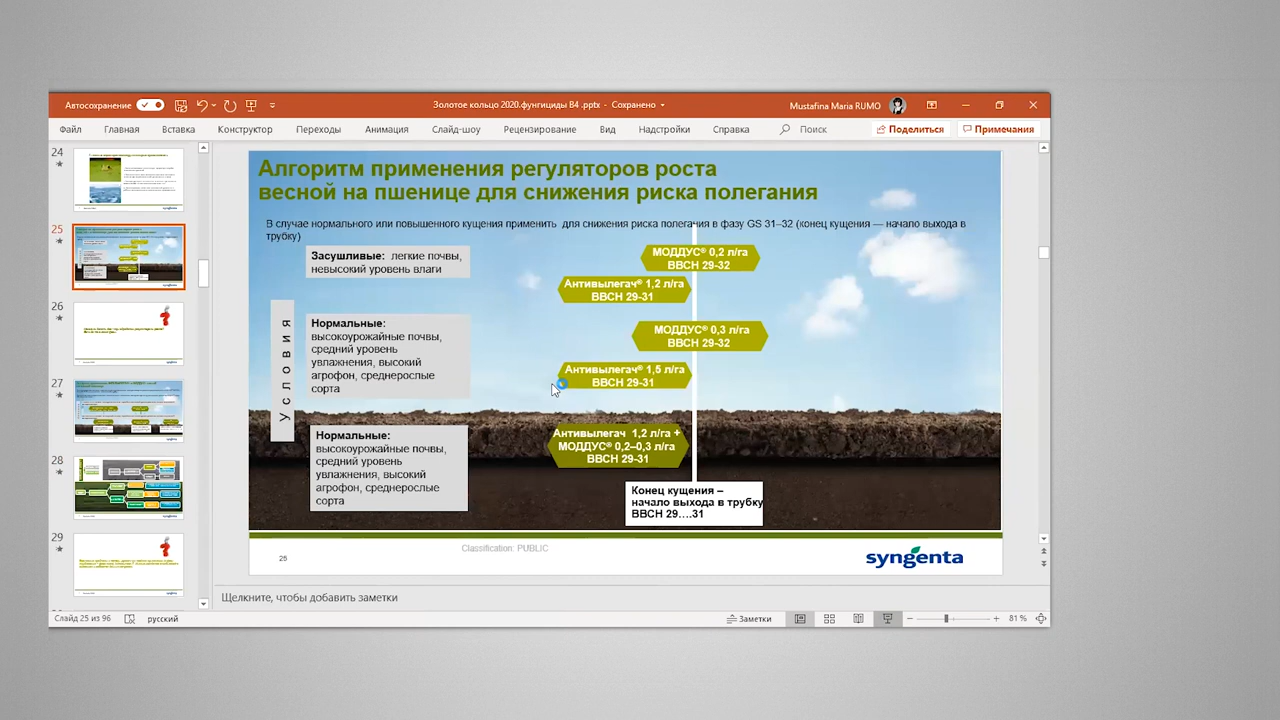 Автосохранение
Золотое кольцо 2020.фунгициды В4 .pptx - Сохранено
Mustafina Maria RUMO
Файл
Главная
Вставка
Конструктор
Переходы
Анимация
Слайд-шоу
Рецензирование
Вид
Надстройки
Справка
Поиск
Поделиться
Примечания
24
25
26
27
28
29
Алгоритм применения регуляторов роста
весной на пшенице для снижения риска полегания
В случае нормального или повышенного кущения применить для снижения риска полегания в фазу GS 31–32 (конец кущения — начало выхода в
трубку)
Условия
Засушливые: легкие почвы,
невысокий уровень влаги
МОДДУС® 0,2 л/га
ВВСН 29-32
Антивылегач® 1,2 л/га
ВВСН 29-31
Нормальные:
высокоурожайные почвы,
средний уровень
увлажнения, высокий
агрофон, среднерослые
сорта
МОДДУС® 0,3 л/га
ВВСН 29-32
Антивылегач® 1,5 л/га
ВВСН 29-31
Нормальные:
высокоурожайные почвы,
средний уровень
увлажнения, высокий
агрофон, среднерослые
сорта
Антивылегач 1,2 л/га +
МОДДУС® 0,2–0,3 л/га
ВВСН 29-31
Конец кущения –
начало выхода в трубку
ВВСН 29….31
Classification: PUBLIC
syngenta
Щелкните, чтобы добавить заметки
Слайд 25 из 96
русский
Заметки
81 %